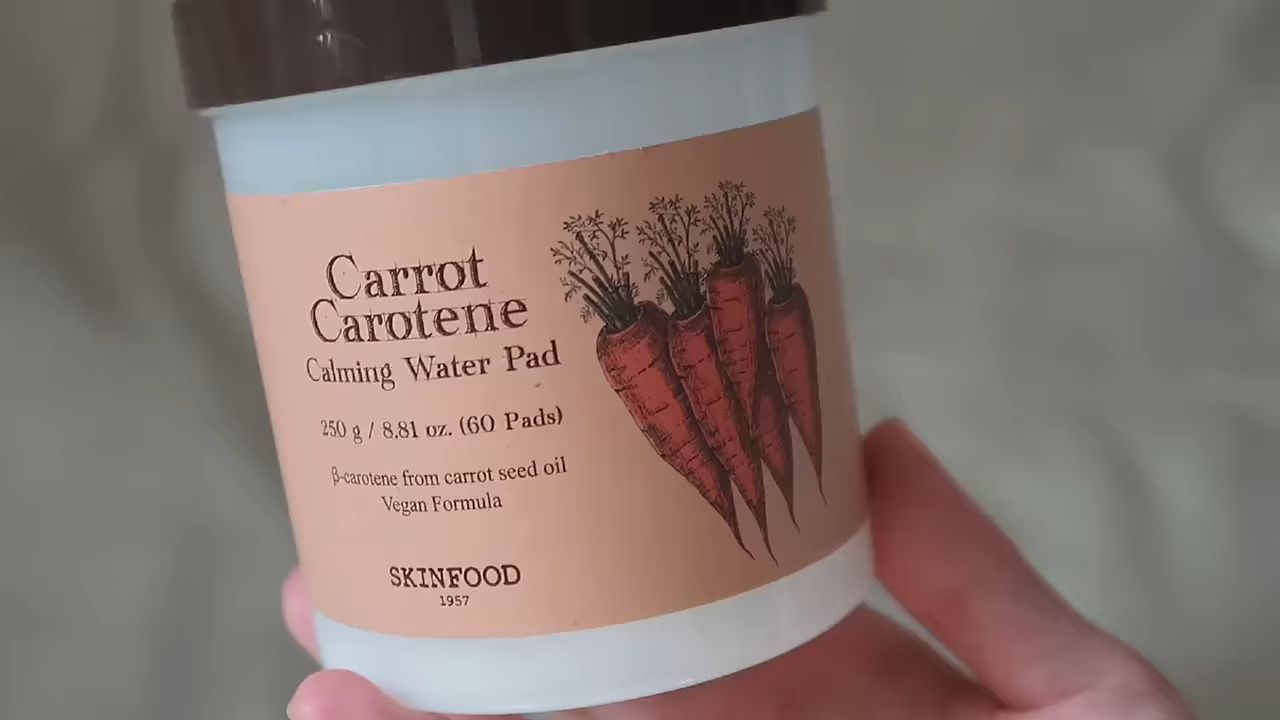 Carrot
Carotene
Calming Water Pad
250 g / 8.81 oz. (60 Pads)
β-carotene from carrot seed oil
Vegan Formula
SKINFOOD
1957